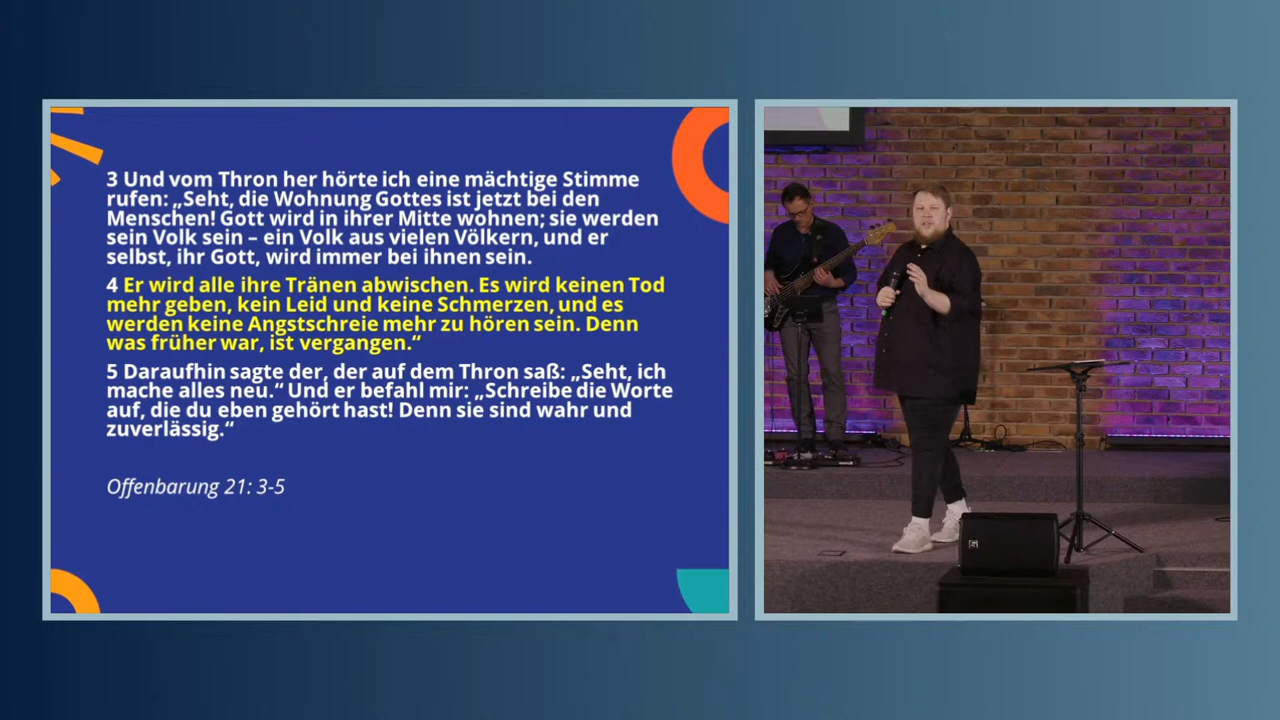 3 Und vom Thron her hörte ich eine mächtige Stimme
rufen: „Seht, die Wohnung Gottes ist jetzt bei den
Menschen! Gott wird in ihrer Mitte wohnen; sie werden
sein Volk sein – ein Volk aus vielen Völkern, und er
selbst, ihr Gott, wird immer bei ihnen sein.
4 Er wird alle ihre Tränen abwischen. Es wird keinen Tod
mehr geben, kein Leid und keine Schmerzen, und es
werden keine Angstschreie mehr zu hören sein. Denn
was früher war, ist vergangen.“
5 Daraufhin sagte der, der auf dem Thron saß: „Seht, ich
mache alles neu.“ Und er befahl mir: „Schreibe die Worte
auf, die du eben gehört hast! Denn sie sind wahr und
zuverlässig.“
Offenbarung 21: 3-5